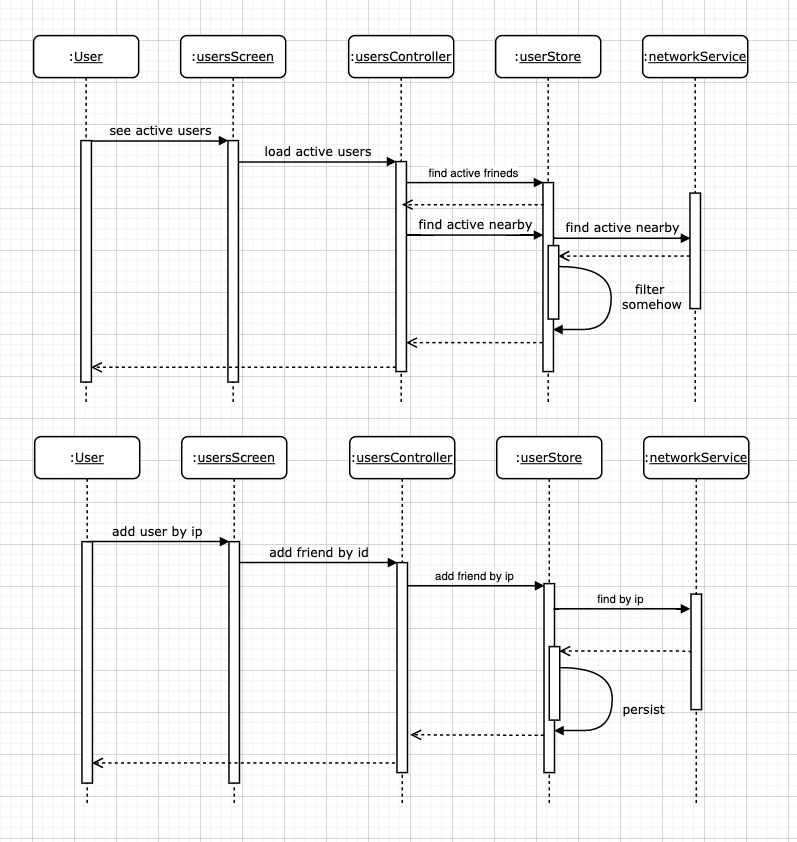 :User
:usersScreen
:usersController
:userStore
:networkService
see active users
load active users
find active frineds
find active nearby
find active nearby
filter
somehow
:User
:usersScreen
:usersController
:userStore
:networkService
add user by ip
add friend by id
add friend by ip
find by ip
persist